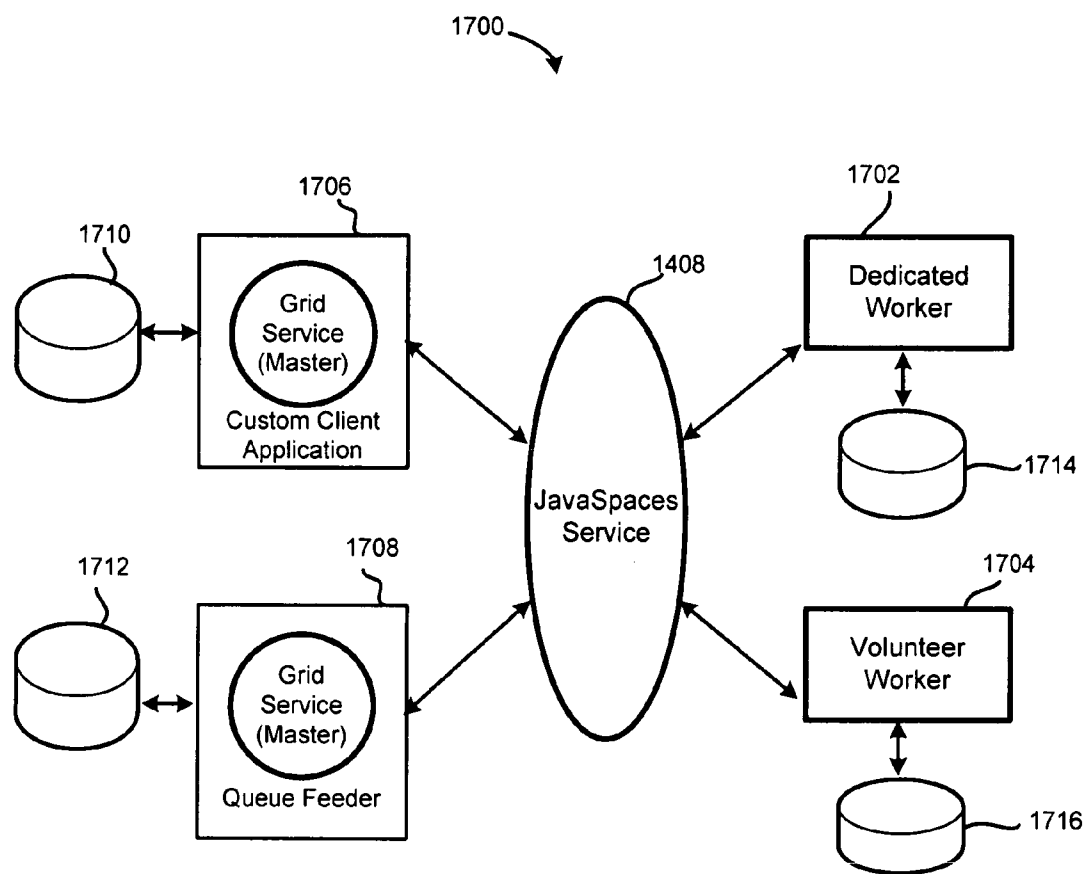 1700
1706
1710
Grid
Service
(Master)
Custom Client
Application
1702
Dedicated
Worker
1714
1408
JavaSpaces
Service
1708
1712
Grid
Service
(Master)
Queue Feeder
1704
Volunteer
Worker
1716